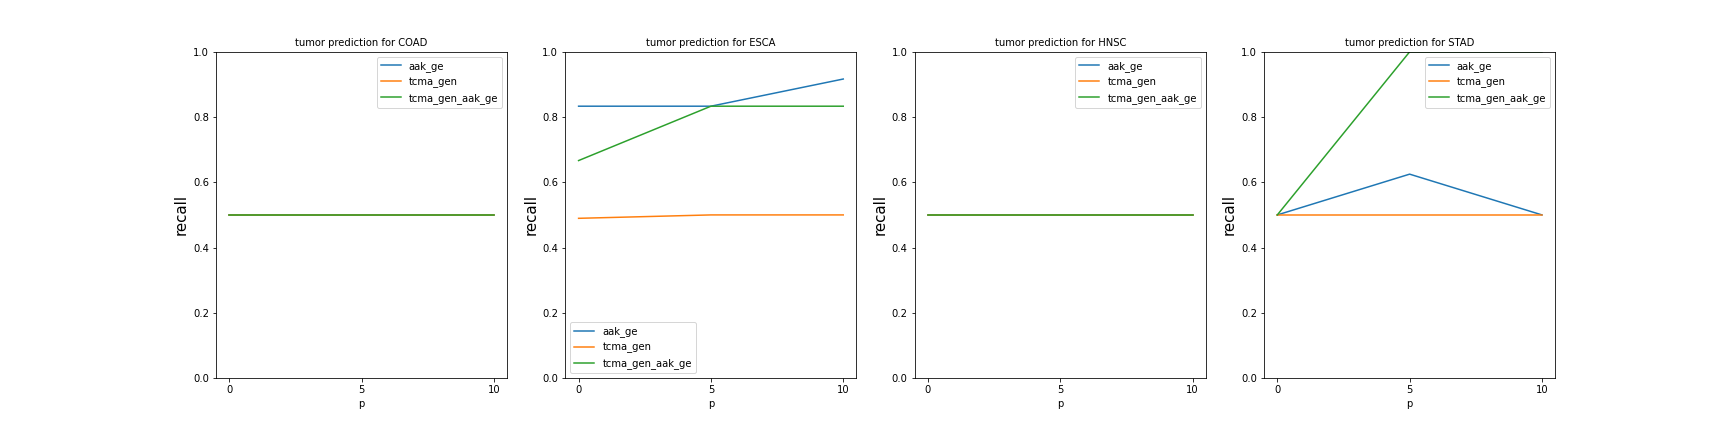 tumor prediction for COAD
1.0
0.8
0.6
0.4
0.2
0.0
recall
aak_ge
tcma_gen
tcma_gen_aak_ge
0 5 10
p
tumor prediction for ESCA
1.0
0.8
0.6
0.4
0.2
0.0
recall
aak_ge
tcma_gen
tcma_gen_aak_ge
0 5 10
p
tumor prediction for HNSC
1.0
0.8
0.6
0.4
0.2
0.0
recall
aak_ge
tcma_gen
tcma_gen_aak_ge
0 5 10
p
tumor prediction for STAD
1.0
0.8
0.6
0.4
0.2
0.0
recall
aak_ge
tcma_gen
tcma_gen_aak_ge
0 5 10
p